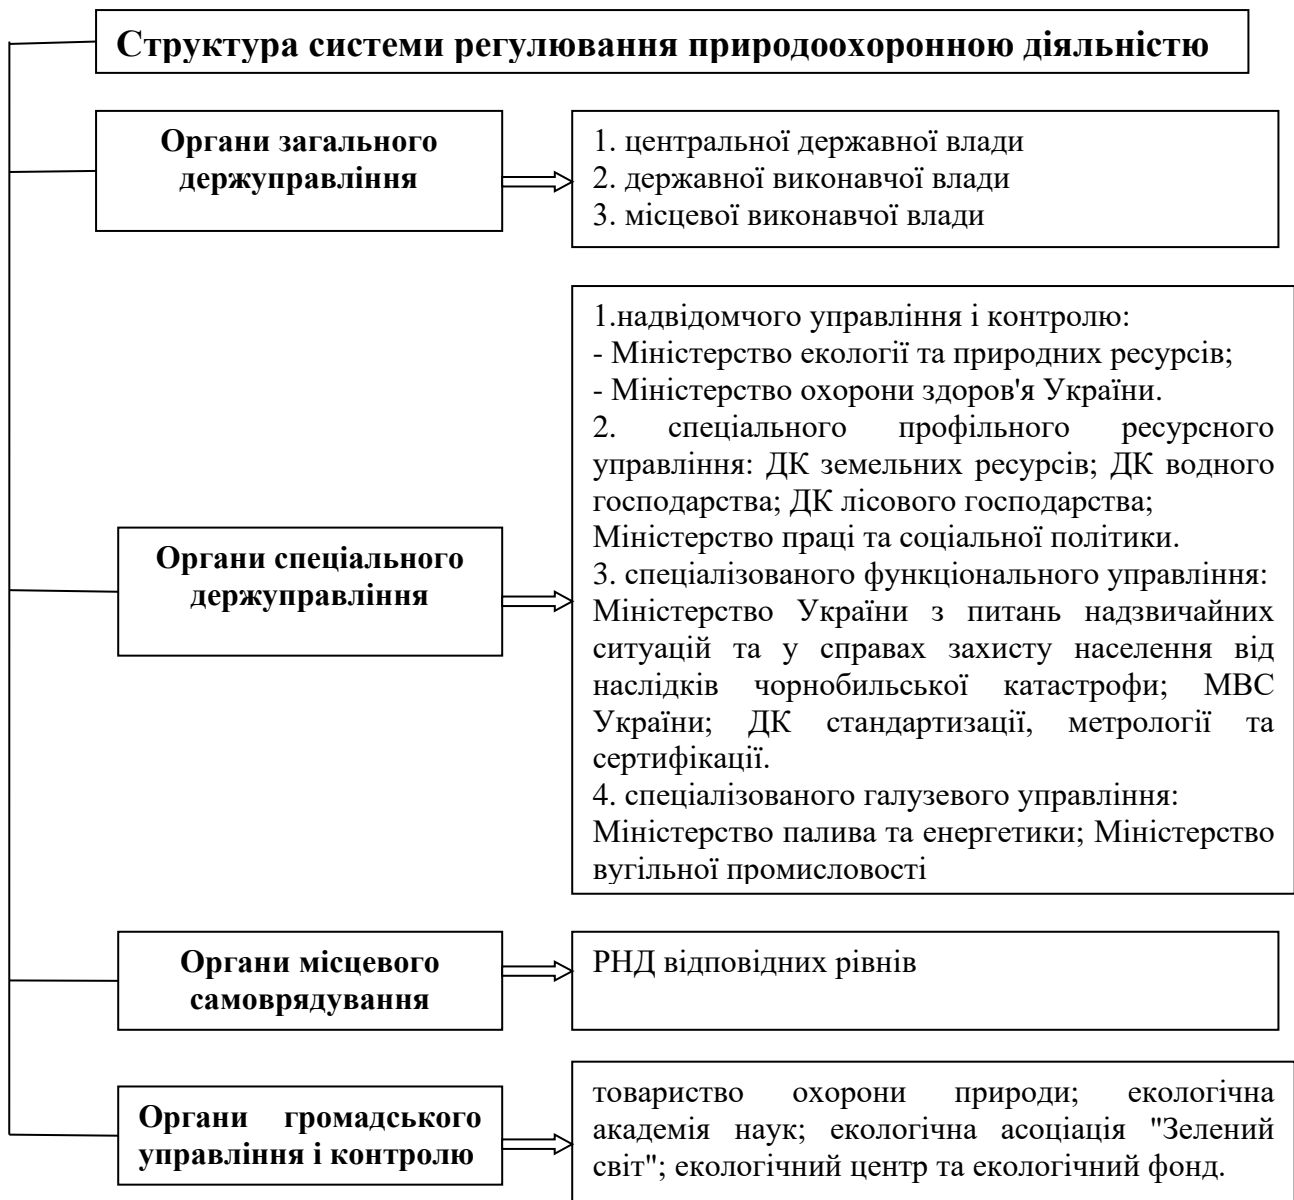 Структура системи регулювання природоохоронною діяльністю
Органи загального
держуправління
1. центральної державної влади
2. державної виконавчої влади
3. місцевої виконавчої влади
Органи спеціального
держуправління
1.надвідомчого управління і контролю:
- Міністерство екології та природних ресурсів;
- Міністерство охорони здоров'я України.
2. спеціального профільного ресурсного
управління: ДК земельних ресурсів; ДК водного
господарства; ДК лісового господарства;
Міністерство праці та соціальної політики.
3. спеціалізованого функціонального управління:
Міністерство України з питань надзвичайних
ситуацій та у справах захисту населення від
наслідків чорнобильської катастрофи; МВС
України; ДК стандартизації, метрології та
сертифікації.
4. спеціалізованого галузевого управління:
Міністерство палива та енергетики; Міністерство
вугільної промисловості
Органи місцевого
самоврядування
РНД відповідних рівнів
Органи громадського
управління і контролю
товариство охорони природи; екологічна
академія наук; екологічна асоціація "Зелений
світ"; екологічний центр та екологічний фонд.